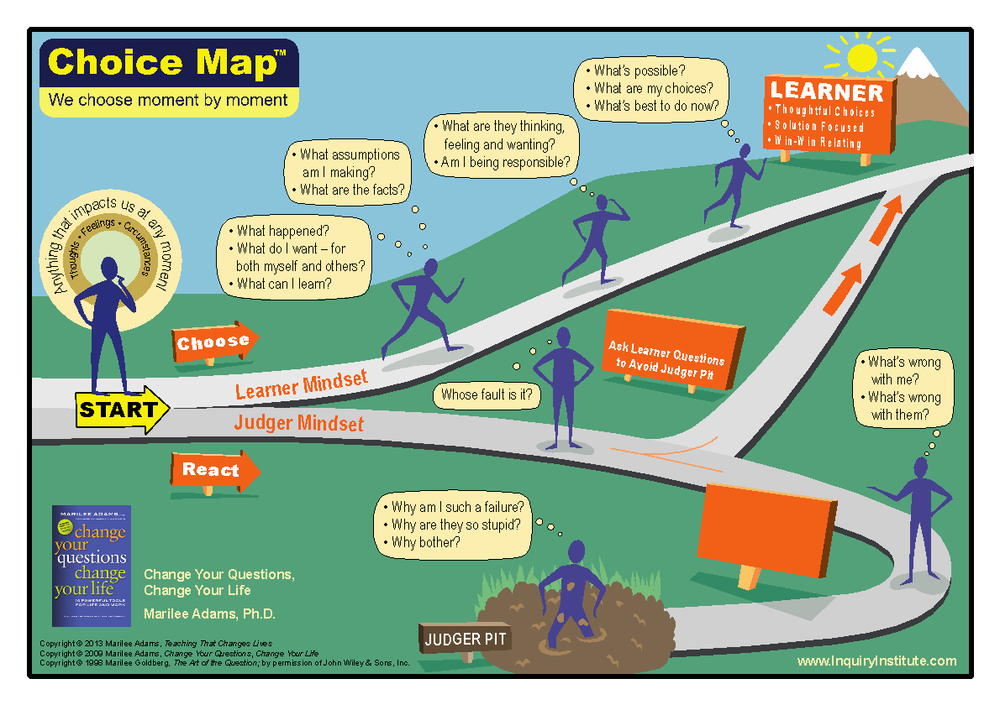 Choice Map™
We choose moment by moment
• What's possible?
• What are my choices?
• What's best to do now?
LEARNER
• Thoughtful Choices
• Solution Focused
• Win-Win Relating
• What are they thinking,
feeling and wanting?
• Am I being responsible?
• What assumptions
am I making?
• What are the facts?
Anything that impacts us at any moment
Thoughts • Feelings • Circumstances
• What happened?
• What do I want – for
both myself and others?
• What can I learn?
Choose
Learner Mindset
START
Judger Mindset
React
Whose fault is it?
Ask Learner Questions
to Avoid Judger Pit
• What's wrong
with me?
• What's wrong
with them?
• Why am I such a failure?
• Why are they so stupid?
• Why bother?
JUDGER PIT
MARILEE ADAMS
change
your
questions
change
your life
POWERFUL TOOLS
FOR LIFE AND WORK
Change Your Questions,
Change Your Life
Marilee Adams, Ph.D.
Copyright © 2013 Marilee Adams, Teaching That Changes Lives
Copyright © 2009 Marilee Adams, Change Your Questions, Change Your Life
Copyright © 1998 Marilee Goldberg, The Art of the Question; by permission of John Wiley & Sons, Inc.
www.InquiryInstitute.com